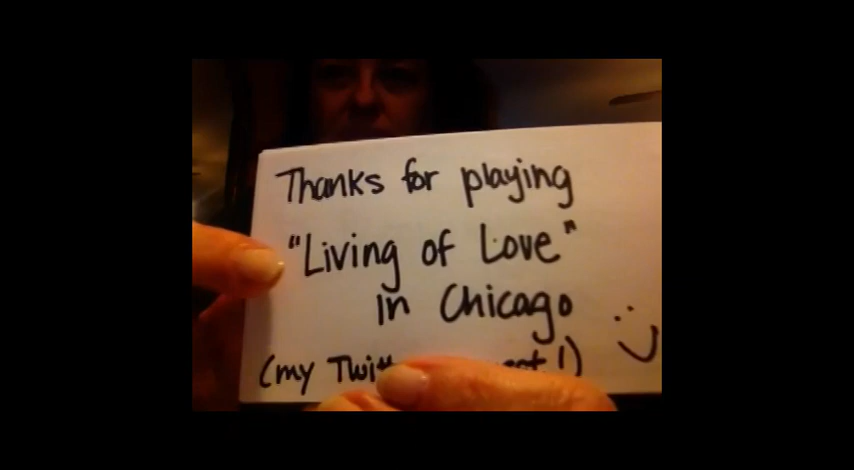 Thanks for playing
"Living of Love"
in Chicago :)
(my !)